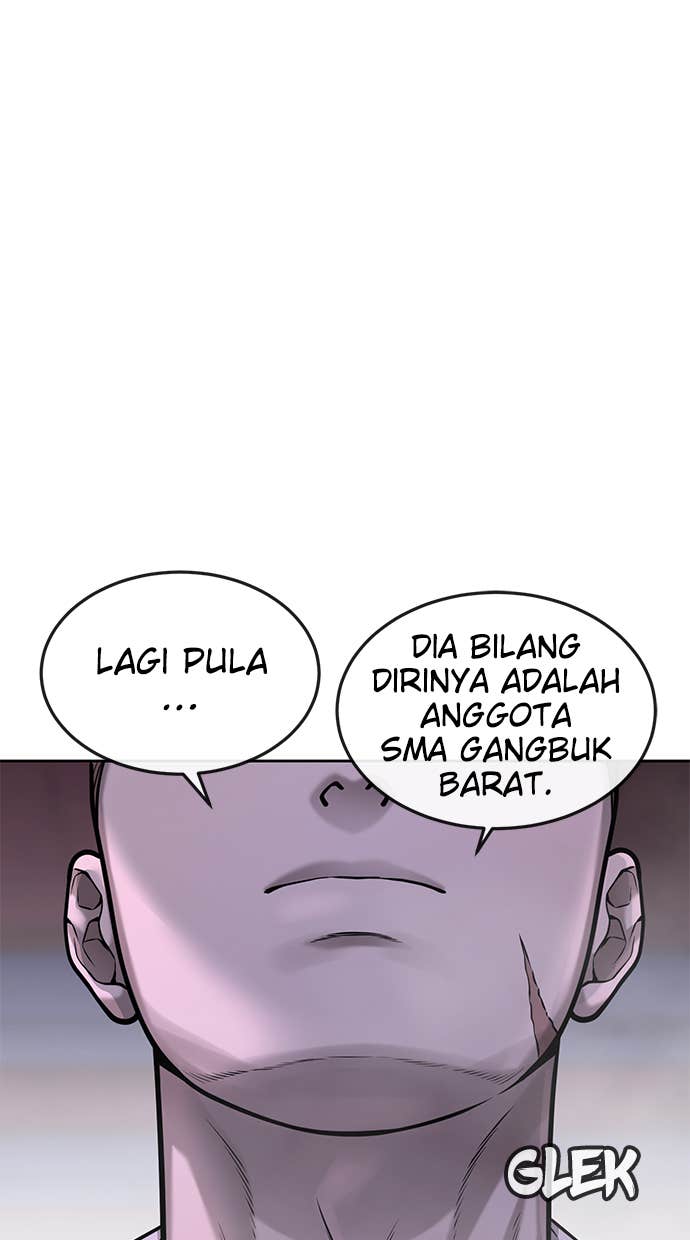 LAGI PULA
...
DIA BILANG
DIRINYA ADALAH
ANGGOTA
SMA GANGBUK
BARAT.
GLEK